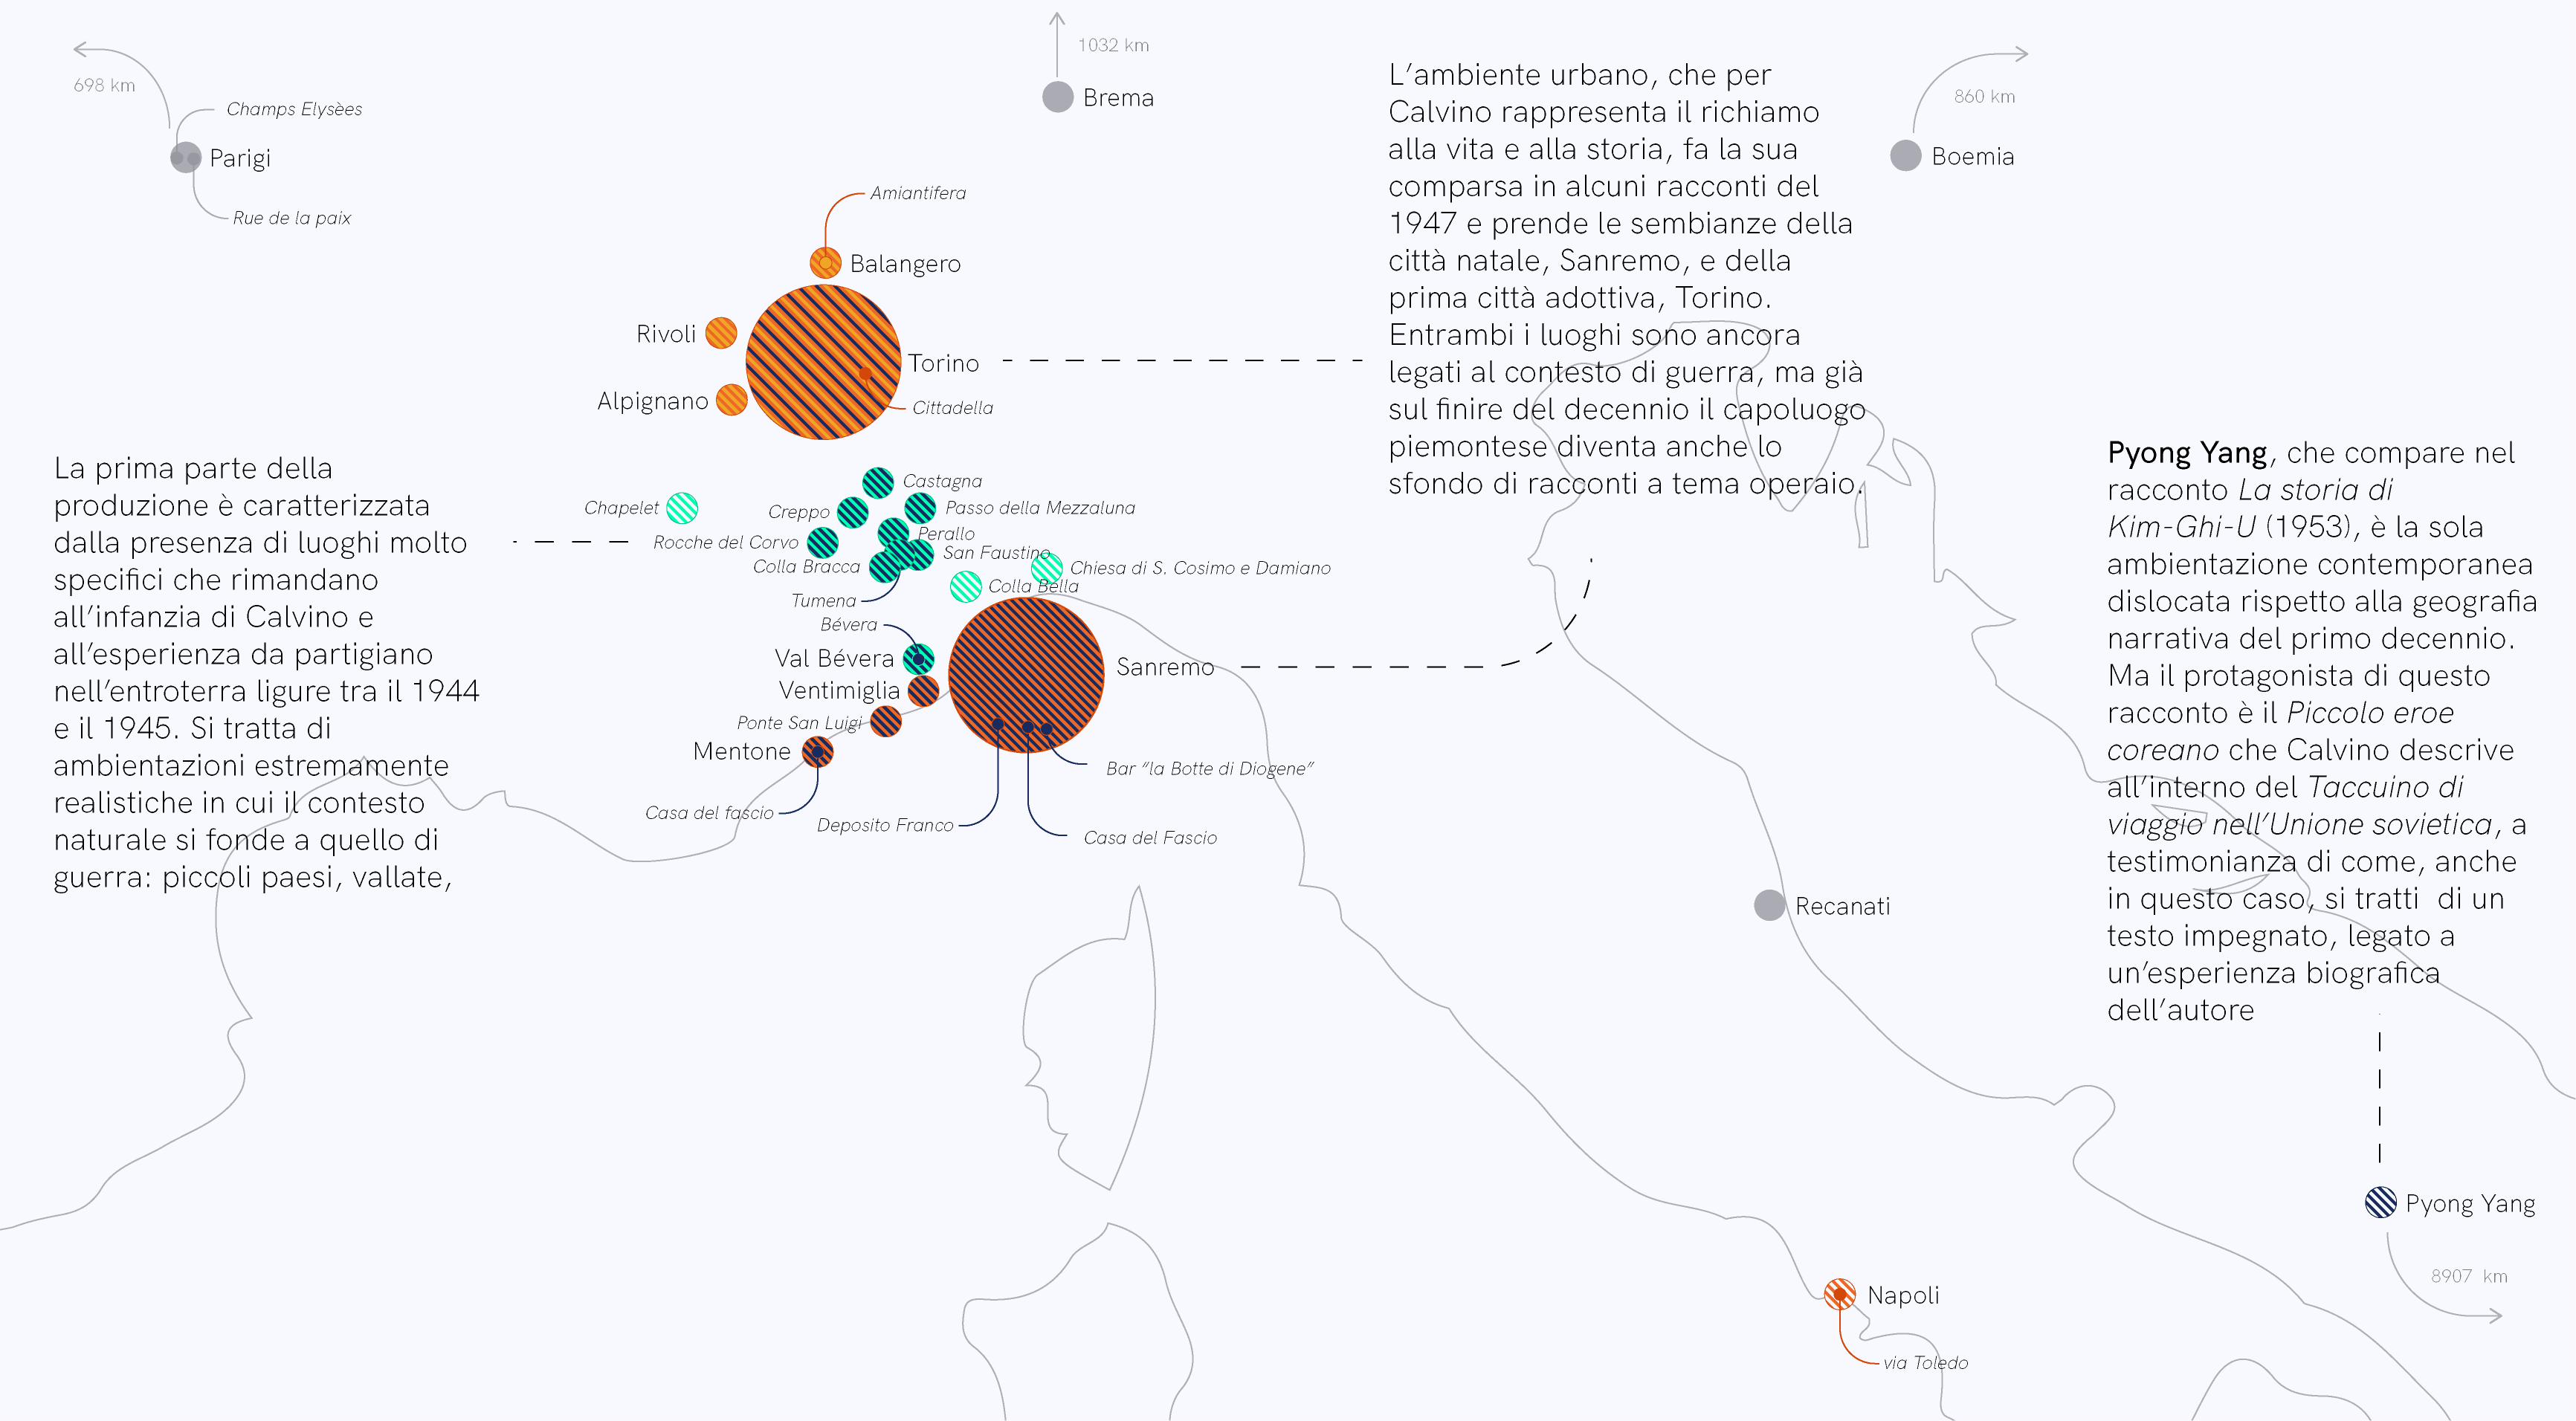 1032 km
Brema
698 km
Champs Elysèes
Parigi
Rue de la paix
860 km
Boemia
L’ambiente urbano, che per
Calvino rappresenta il richiamo
alla vita e alla storia, fa la sua
comparsa in alcuni racconti del
1947 e prende le sembianze della
città natale, Sanremo, e della
prima città adottiva, Torino.
Entrambi i luoghi sono ancora
legati al contesto di guerra, ma già
sul finire del decennio il capoluogo
piemontese diventa anche lo
sfondo di racconti a tema operaio.
Amiantifera
Balangero
Rivoli
Torino
Alpignano
Cittadella
La prima parte della
produzione è caratterizzata
dalla presenza di luoghi molto
specifici che rimandano
all’infanzia di Calvino e
all’esperienza da partigiano
nell’entroterra ligure tra il 1944
e il 1945. Si tratta di
ambientazioni estremamente
realistiche in cui il contesto
naturale si fonde a quello di
guerra: piccoli paesi, vallate,
Castagna
Chapelet
Creppo
Passo della Mezzaluna
Perallo
Rocche del Corvo
San Faustino
Colla Bracca
Chiesa di S. Cosimo e Damiano
Colla Bella
Tumena
Bévera
Val Bévera
Sanremo
Ventimiglia
Ponte San Luigi
Mentone
Bar “la Botte di Diogene”
Casa del fascio
Deposito Franco
Casa del Fascio
Pyong Yang, che compare nel
racconto La storia di
Kim-Ghi-U (1953), è la sola
ambientazione contemporanea
dislocata rispetto alla geografia
narrativa del primo decennio.
Ma il protagonista di questo
racconto è il Piccolo eroe
coreano che Calvino descrive
all’interno del Taccuino di
viaggio nell’Unione sovietica, a
testimonianza di come, anche
in questo caso, si tratti di un
testo impegnato, legato a
un’esperienza biografica
dell’autore
Recanati
Pyong Yang
8907 km
Napoli
via Toledo